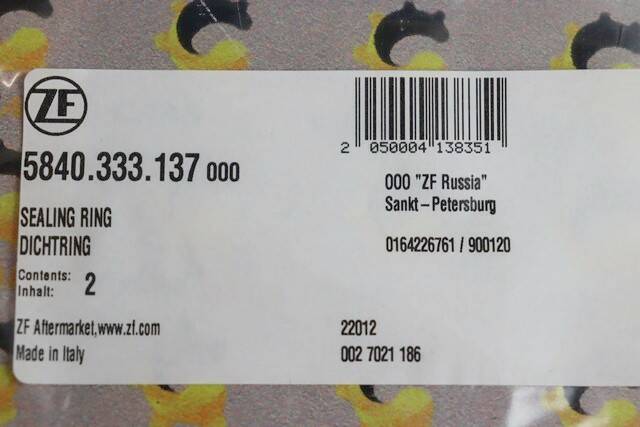 ZF
2 050004 138351
5840.333.137 000
OOO "ZF Russia"
Sankt-Petersburg
SEALING RING
DICHTRING
0164226761 / 900120
Contents:
Inhalt: 2
ZF Aftermarket,www.zf.com
22012
Made in Italy
002 7021 186